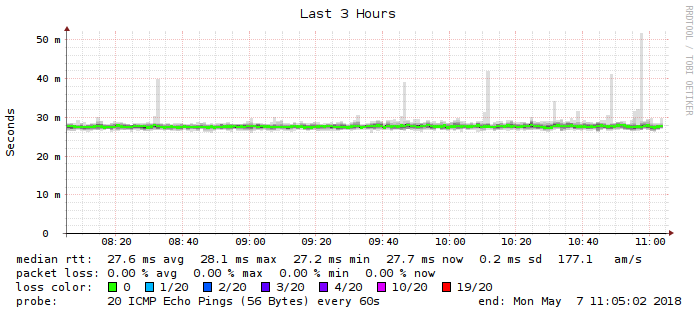 Last 3 Hours
RRDTOOL / TOBI OETIKER
Seconds
50 m
40 m
30 m
20 m
10 m
0
08:20 08:40 09:00 09:20 09:40 10:00 10:20 10:40 11:00
median rtt: 27.6 ms avg 28.1 ms max 27.2 ms min 27.7 ms now 0.2 ms sd 177.1 am/s
packet loss: 0.00 % avg 0.00 % max 0.00 % min 0.00 % now
loss color: 0 1/20 2/20 3/20 4/20 10/20 19/20
probe: 20 ICMP Echo Pings (56 Bytes) every 60s end: Mon May 7 11:05:02 2018